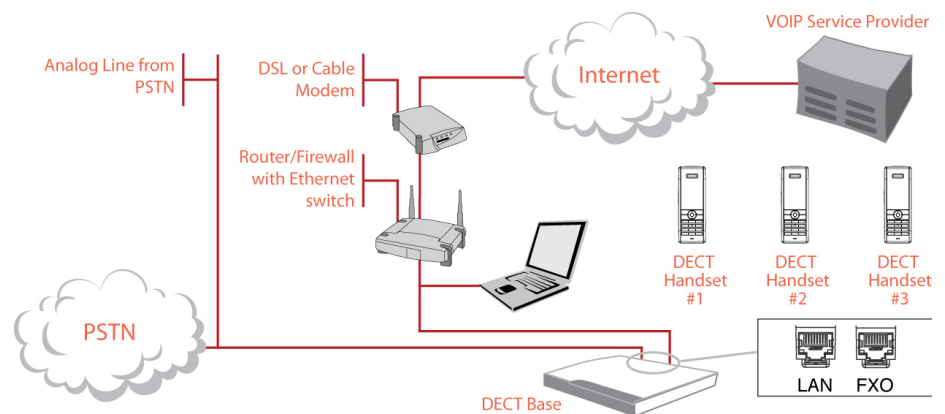 VOIP Service Provider
Analog Line from
PSTN
DSL or Cable
Modem
Internet
Router/Firewall
with Ethernet
switch
DECT
Handset
#1
DECT
Handset
#2
DECT
Handset
#3
PSTN
LAN
FXO
DECT Base